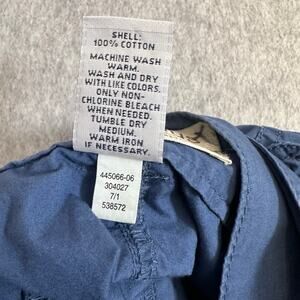 SHELL:
100% COTTON
MACHINE WASH
WARM.
WASH AND DRY
WITH LIKE COLORS.
ONLY NON-
CHLORINE BLEACH
WHEN NEEDED.
TUMBLE DRY
MEDIUM.
WARM IRON
IF NECESSARY.
445066-06
304027
7/1
538572